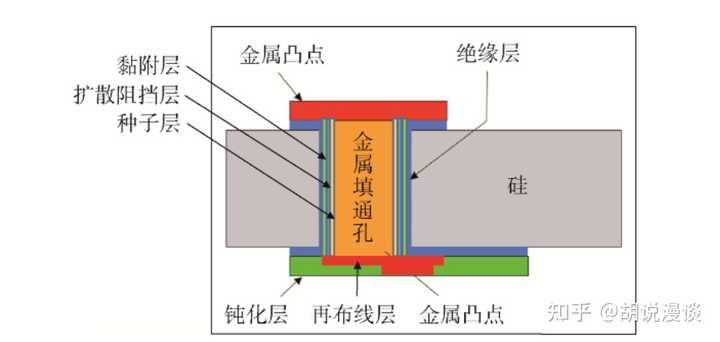 金属凸点
绝缘层
黏附层
扩散阻挡层
种子层
金属填通孔
硅
钝化层
再布线层
金属凸点
知乎 @胡说漫谈